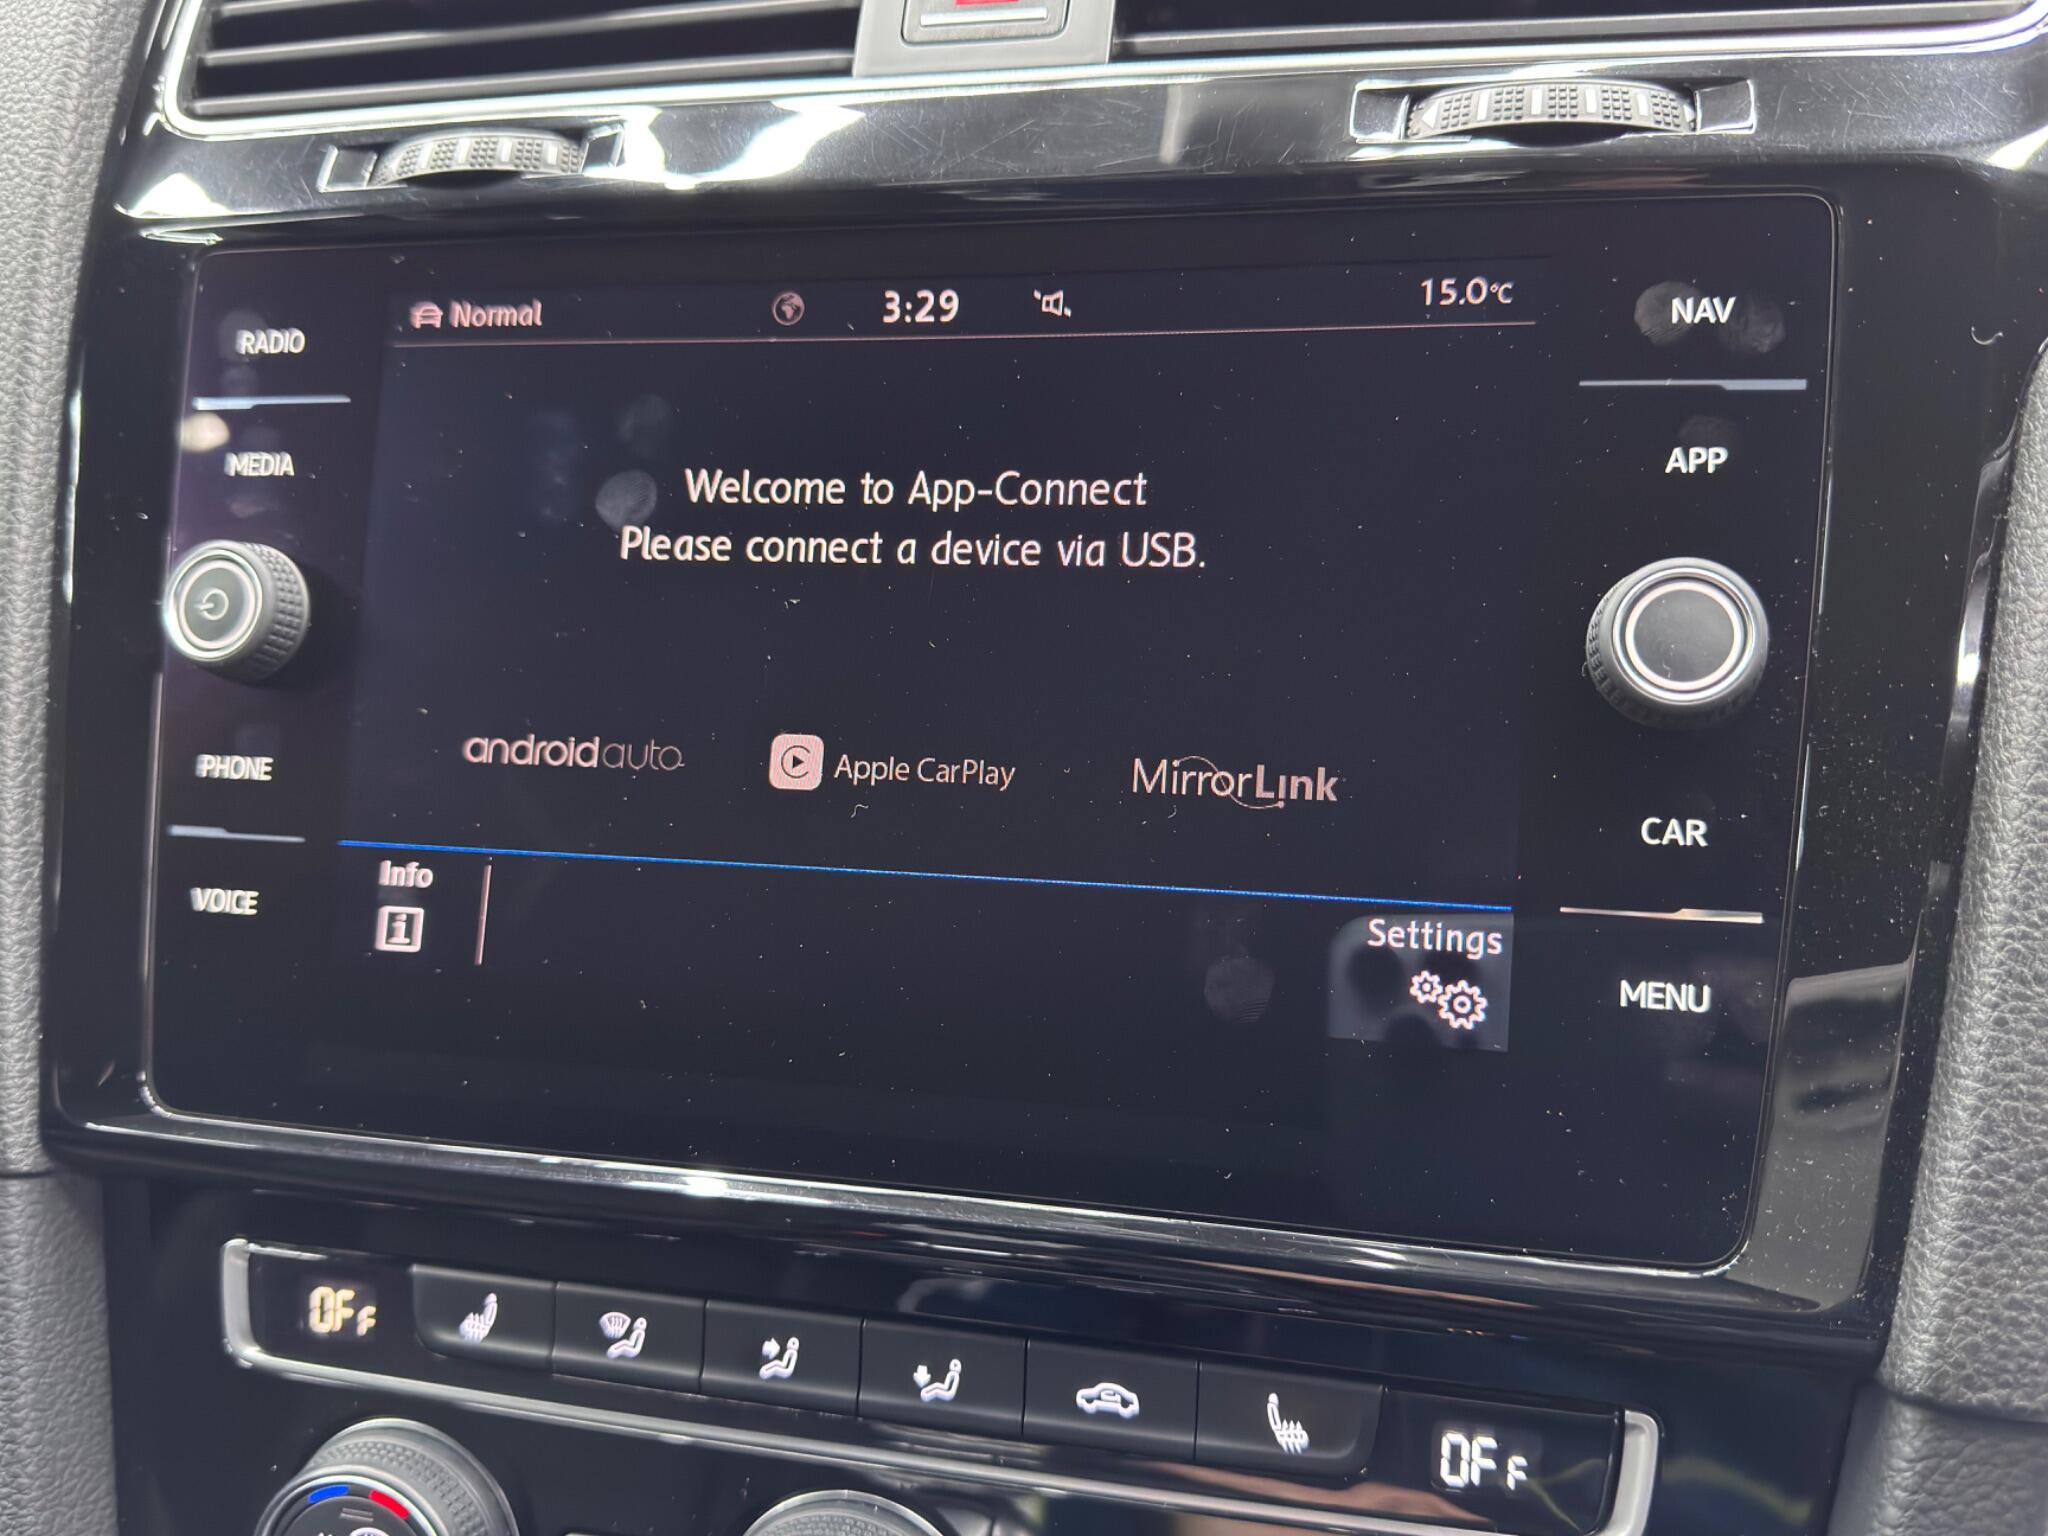 Normal 3:29 15.0°C
RADIO
MEDIA
PHONE
VOICE
Welcome to App-Connect
Please connect a device via USB.
androidauto
Apple CarPlay
MirrorLink
Info
Settings
NAV
APP
CAR
MENU
OFF
OFF